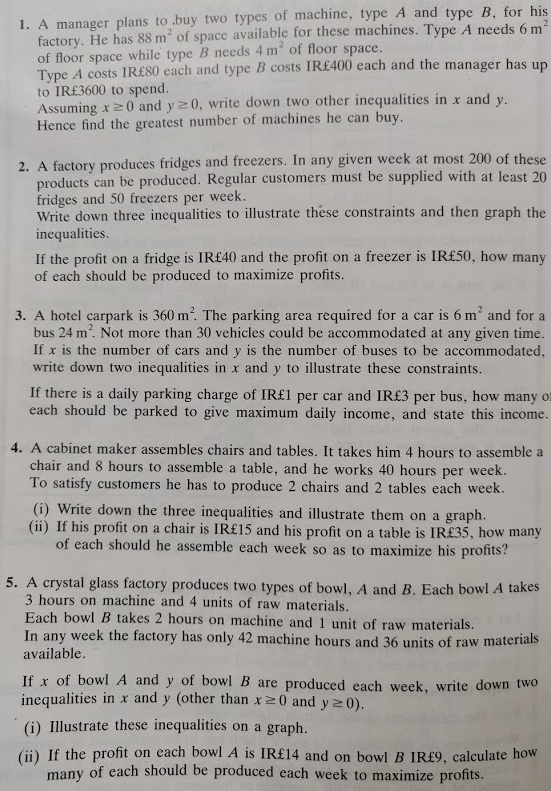 1. A manager plans to buy two types of machine, type A and type B, for his
factory. He has 88 m² of space available for these machines. Type A needs 6 m²
of floor space while type B needs 4 m² of floor space.
Type A costs IR£80 each and type B costs IR£400 each and the manager has up
to IR£3600 to spend.
Assuming x ≥ 0 and y ≥ 0, write down two other inequalities in x and y.
Hence find the greatest number of machines he can buy.
2. A factory produces fridges and freezers. In any given week at most 200 of these
products can be produced. Regular customers must be supplied with at least 20
fridges and 50 freezers per week.
Write down three inequalities to illustrate these constraints and then graph the
inequalities.
If the profit on a fridge is IR£40 and the profit on a freezer is IR£50, how many
of each should be produced to maximize profits.
3. A hotel carpark is 360 m². The parking area required for a car is 6 m² and for a
bus 24 m². Not more than 30 vehicles could be accommodated at any given time.
If x is the number of cars and y is the number of buses to be accommodated,
write down two inequalities in x and y to illustrate these constraints.
If there is a daily parking charge of IR£1 per car and IR£3 per bus, how many of
each should be parked to give maximum daily income, and state this income.
4. A cabinet maker assembles chairs and tables. It takes him 4 hours to assemble a
chair and 8 hours to assemble a table, and he works 40 hours per week.
To satisfy customers he has to produce 2 chairs and 2 tables each week.
(i) Write down the three inequalities and illustrate them on a graph.
(ii) If his profit on a chair is IR£15 and his profit on a table is IR£35, how many
of each should he assemble each week so as to maximize his profits?
5. A crystal glass factory produces two types of bowl, A and B. Each bowl A takes
3 hours on machine and 4 units of raw materials.
Each bowl B takes 2 hours on machine and 1 unit of raw materials.
In any week the factory has only 42 machine hours and 36 units of raw materials
available.
If x of bowl A and y of bowl B are produced each week, write down two
inequalities in x and y (other than x ≥ 0 and y ≥ 0).
(i) Illustrate these inequalities on a graph.
(ii) If the profit on each bowl A is IR£14 and on bowl B IR£9, calculate how
many of each should be produced each week to maximize profits.